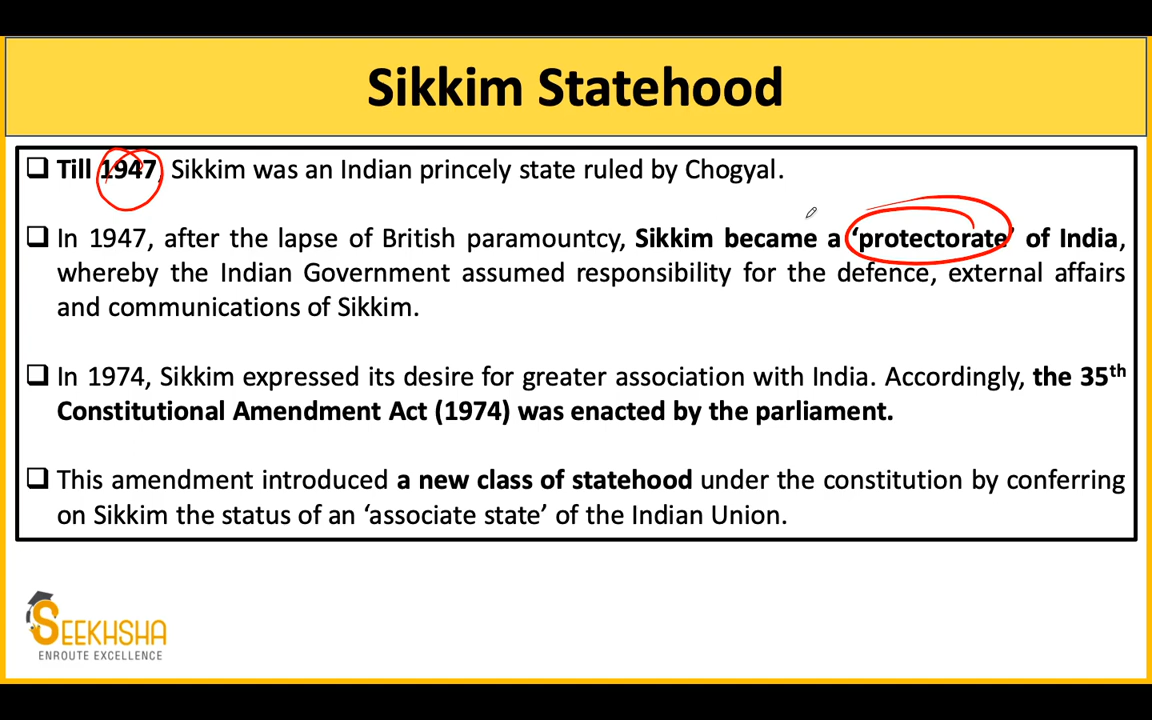 Sikkim Statehood
Till 1947, Sikkim was an Indian princely state ruled by Chogyal.
In 1947, after the lapse of British paramountcy, Sikkim became a ‘protectorate’ of India,
whereby the Indian Government assumed responsibility for the defence, external affairs
and communications of Sikkim.
In 1974, Sikkim expressed its desire for greater association with India. Accordingly, the 35th
Constitutional Amendment Act (1974) was enacted by the parliament.
This amendment introduced a new class of statehood under the constitution by conferring
on Sikkim the status of an ‘associate state’ of the Indian Union.
SEEKHSHA
ENROUTE EXCELLENCE